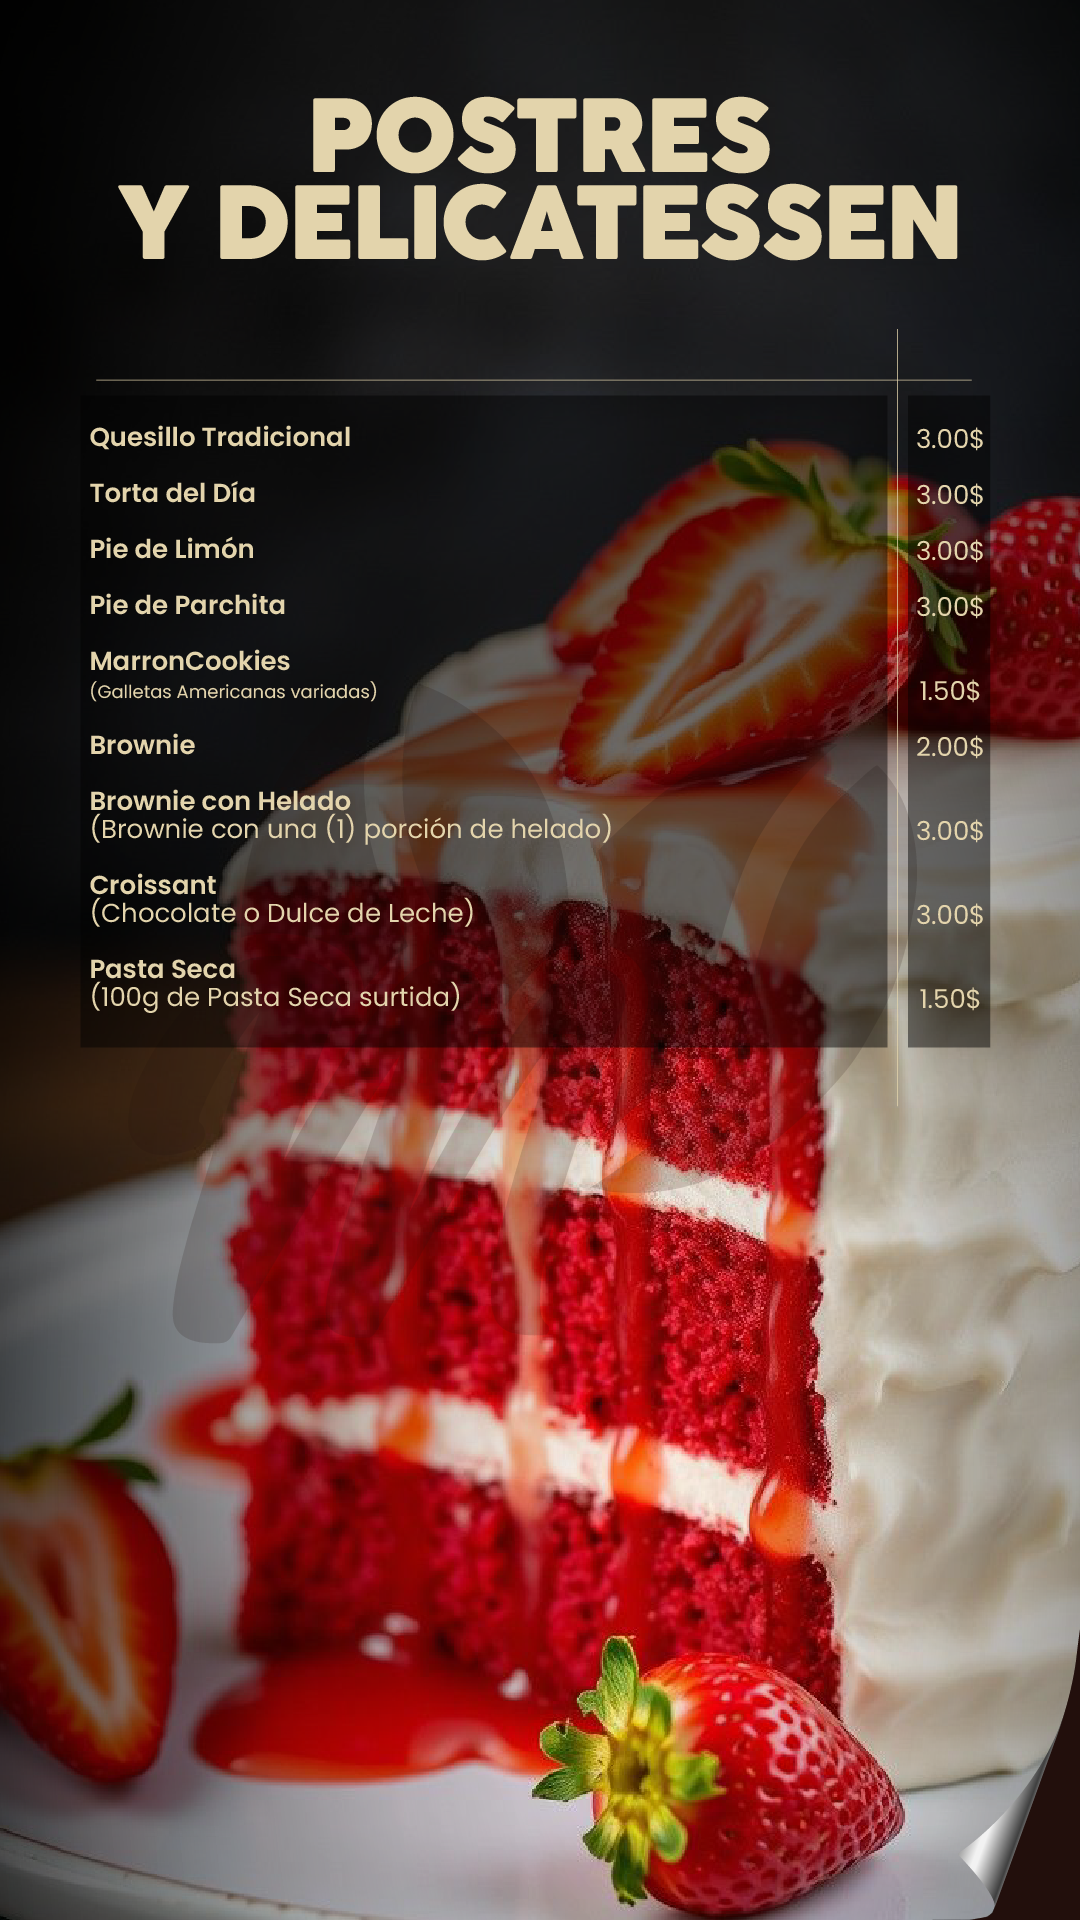 POSTRES
Y DELICATESSEN
Quesillo Tradicional 3.00$
Torta del Día 3.00$
Pie de Limón 3.00$
Pie de Parchita 3.00$
MarronCookies
(Galletas Americanas variadas) 1.50$
Brownie 2.00$
Brownie con Helado
(Brownie con una (1) porción de helado) 3.00$
Croissant
(Chocolate o Dulce de Leche) 3.00$
Pasta Seca
(100g de Pasta Seca surtida) 1.50$